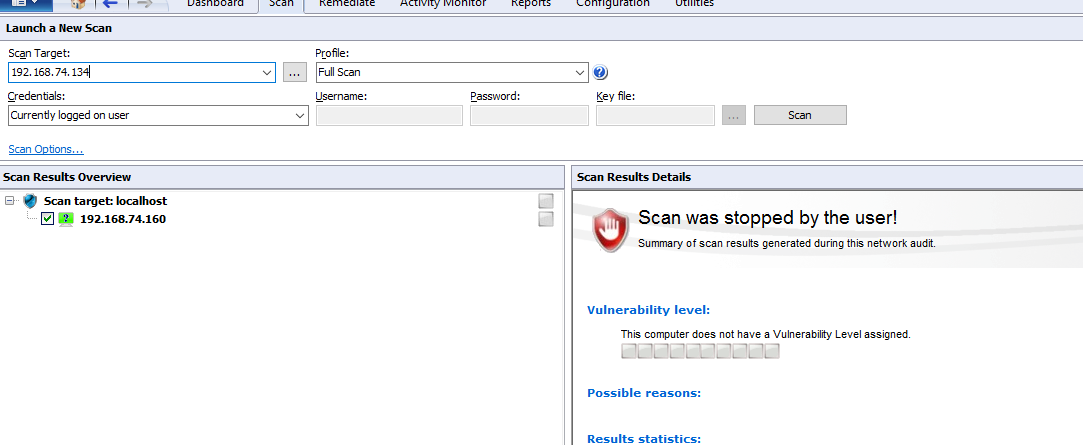 Dashboard Scan Remediate Activity Monitor Reports Configuration Utilities
Launch a New Scan
Scan Target: Profile:
192.168.74.134 ... Full Scan ?
Credentials: Username: Password: Key file:
Currently logged on user ... Scan
Scan Options...
Scan Results Overview
Scan target: localhost
192.168.74.160
Scan Results Details
Scan was stopped by the user!
Summary of scan results generated during this network audit.
Vulnerability level:
This computer does not have a Vulnerability Level assigned.
Possible reasons:
Results statistics: